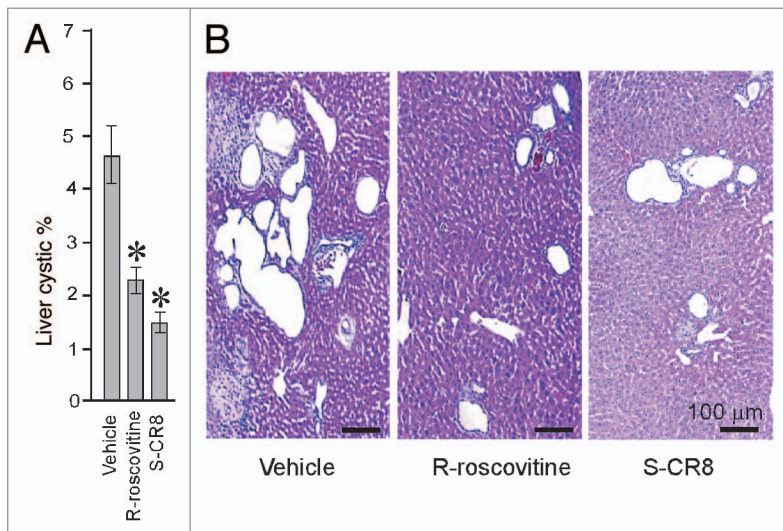 A
7
6
5
4
3
2
1
0
Liver cystic %
*
*
Vehicle
R-roscovitine
S-CR8
B
100 µm
Vehicle
R-roscovitine
S-CR8